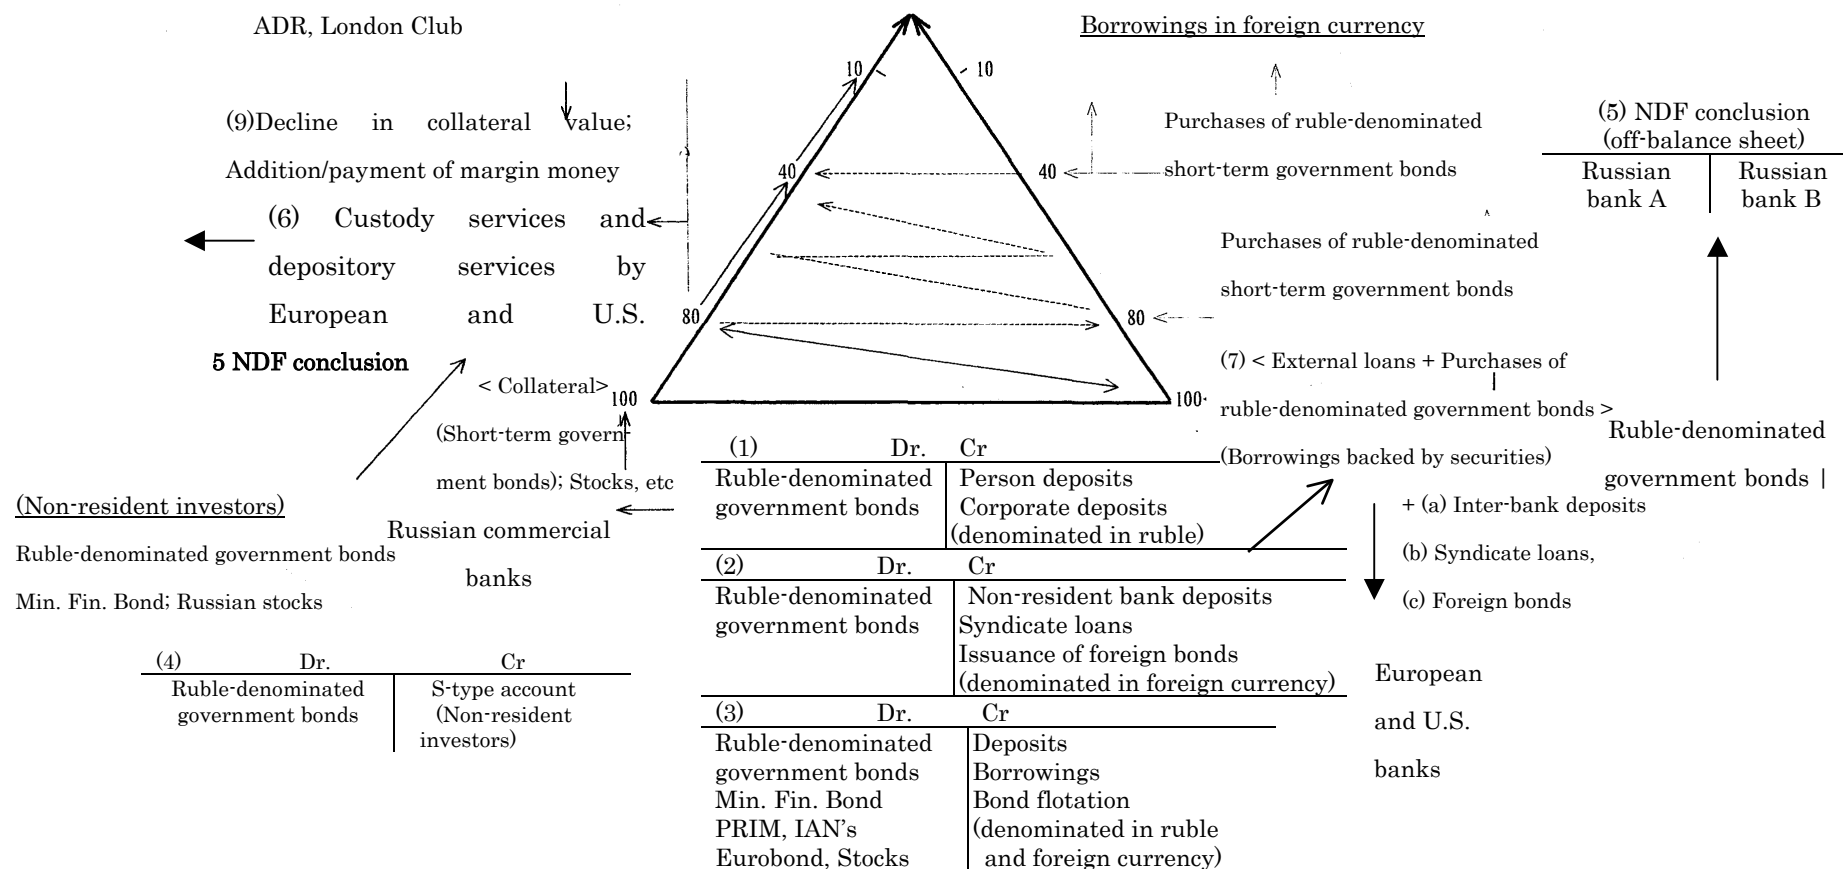 ADR, London Club
(9)Decline in collateral value;
Addition/payment of margin money
(6) Custody services and
depository services by
European and U.S.
5 NDF conclusion
< Collateral>
(Short-term govern-
ment bonds); Stocks, etc
(Non-resident investors)
Ruble-denominated government bonds
Min. Fin. Bond; Russian stocks
Russian commercial
banks
(4) Dr. Cr
Ruble-denominated
government bonds
S-type account
(Non-resident
investors)
10
40
80
100
10
40
80
100
(1) Dr. Cr
Ruble-denominated
government bonds
Person deposits
Corporate deposits
(denominated in ruble)
(2) Dr. Cr
Ruble-denominated
government bonds
Non-resident bank deposits
Syndicate loans
Issuance of foreign bonds
(denominated in foreign currency)
(3) Dr. Cr
Ruble-denominated
government bonds
Min. Fin. Bond
PRIM, IAN's
Eurobond, Stocks
Deposits
Borrowings
Bond flotation
(denominated in ruble
and foreign currency)
Borrowings in foreign currency
Purchases of ruble-denominated
short-term government bonds
Purchases of ruble-denominated
short-term government bonds
(7) < External loans + Purchases of
ruble-denominated government bonds >
(Borrowings backed by securities)
+ (a) Inter-bank deposits
(b) Syndicate loans,
(c) Foreign bonds
European
and U.S.
banks
(5) NDF conclusion
(off-balance sheet)
Russian
bank A
Russian
bank B
Ruble-denominated
government bonds |